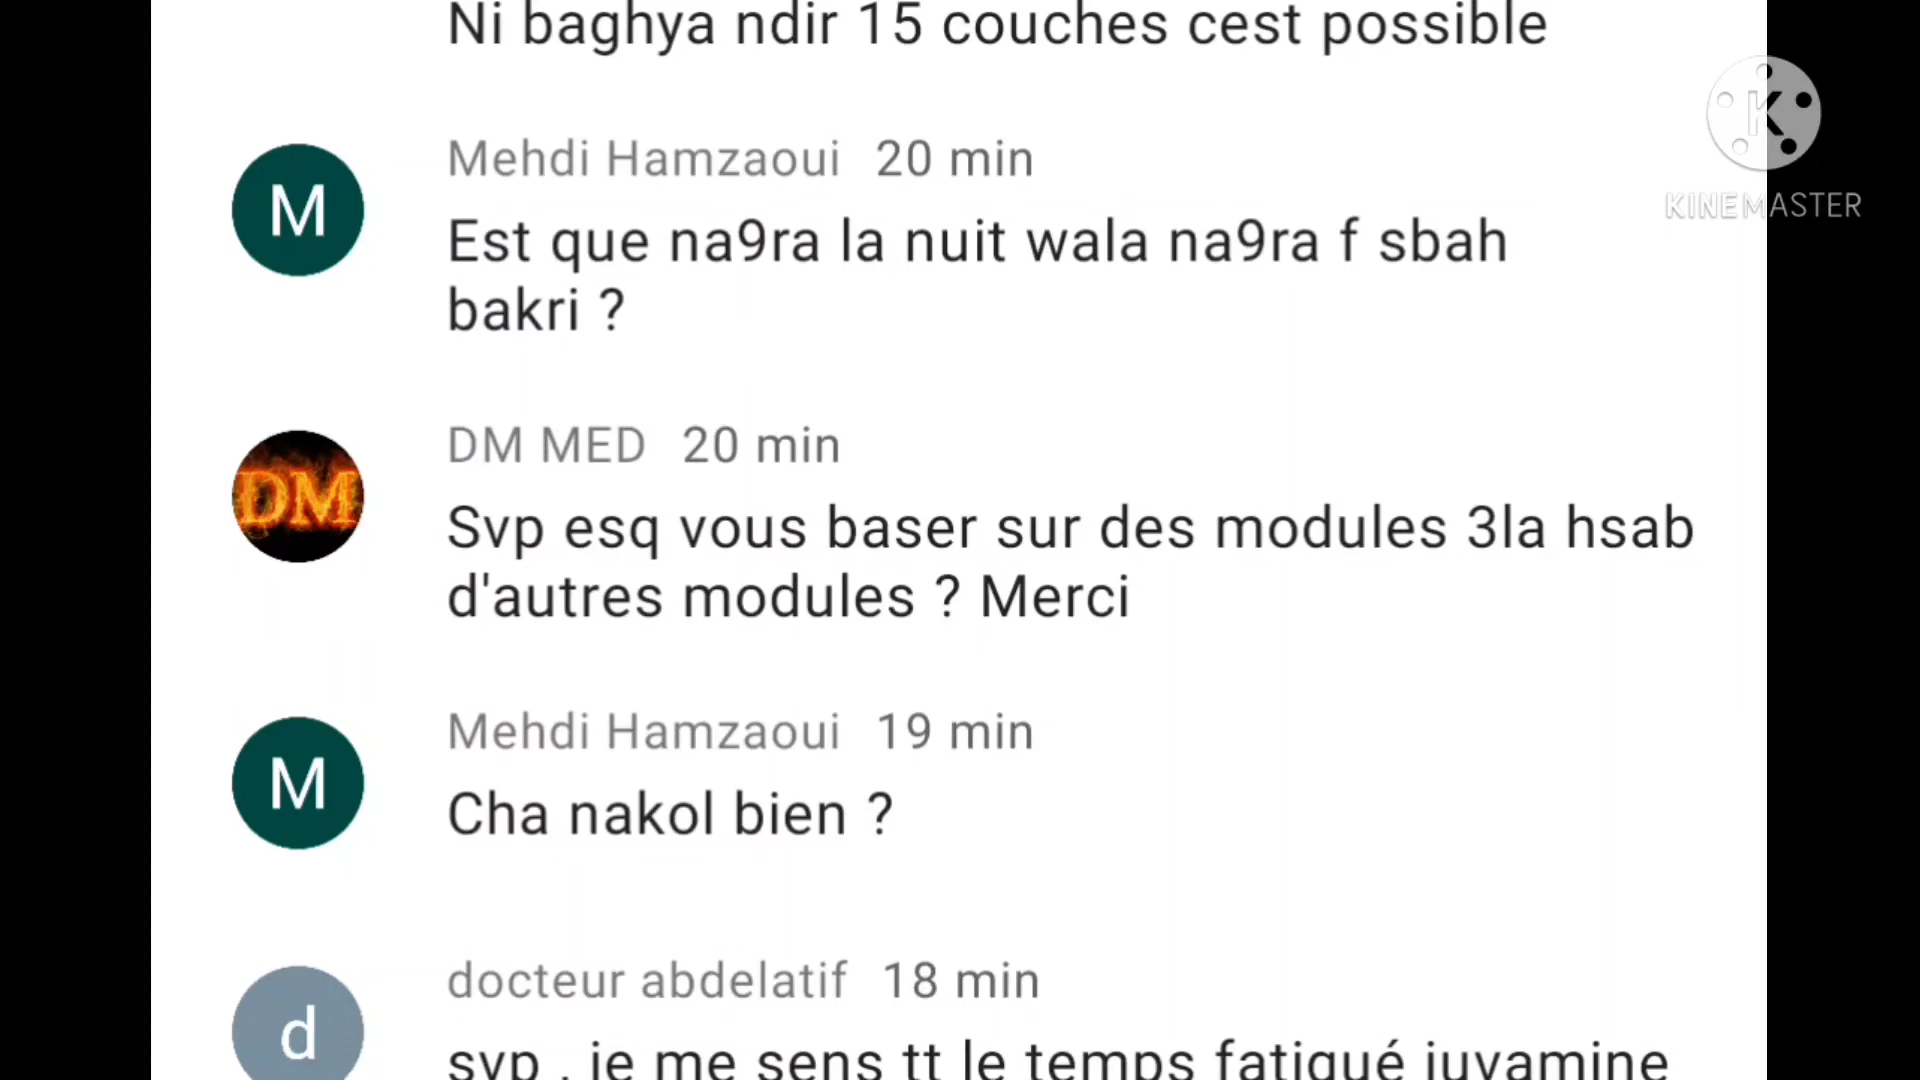 Ni baghya ndir 15 couches cest possible
Mehdi Hamzaoui 20 min
M
Est que na9ra la nuit wala na9ra f sbah
bakri ?
DM MED 20 min
DM
Svp esq vous baser sur des modules 3la hsab
d'autres modules ? Merci
Mehdi Hamzaoui 19 min
M
Cha nakol bien ?
docteur abdelatif 18 min
d
svp , je me sens tt le temps fatigué juvamine
K
KINEMASTER